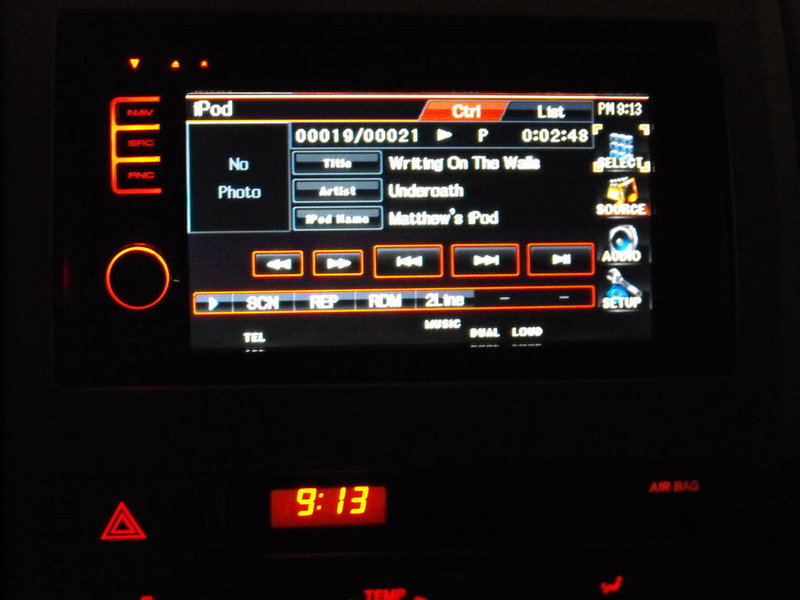 iPod Ctrl List PM 9:13
NAV
SRC
FNC
00019/00021 P 0:02:48
No
Photo
Title Writing On The Walls
Artist Underoath
iPod Name Matthew's iPod
SELECT
SOURCE
AUDIO
SETUP
SCN REP RDM 2Line — —
MUSIC
TEL DUAL LOUD
9:13
AIR BAG
TEMP